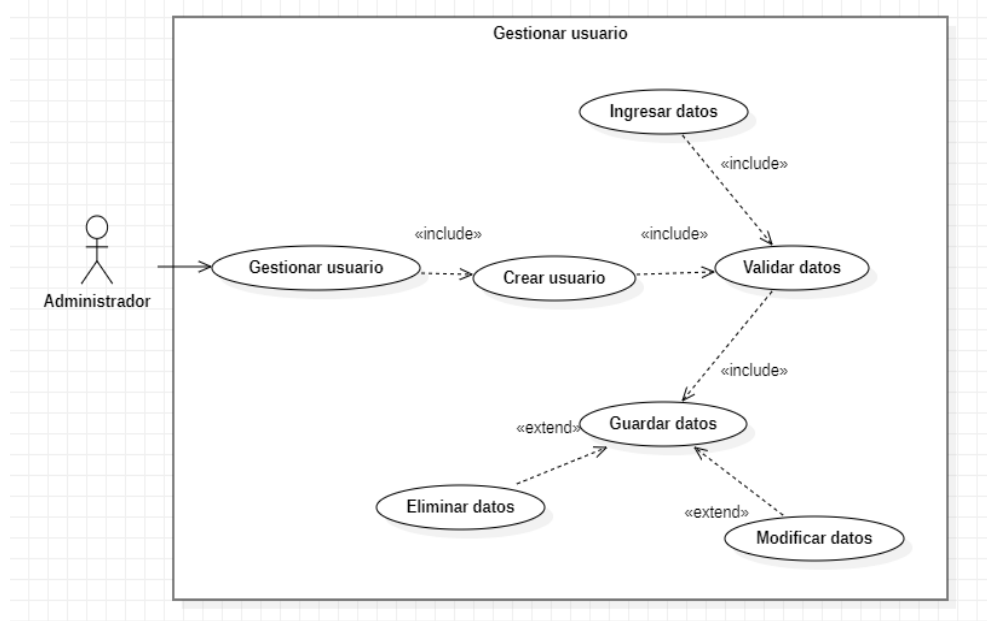 Gestionar usuario
Ingresar datos
«include»
«include»
«include»
Gestionar usuario
Crear usuario
Validar datos
Administrador
«include»
Guardar datos
«extend»
Eliminar datos
«extend»
Modificar datos